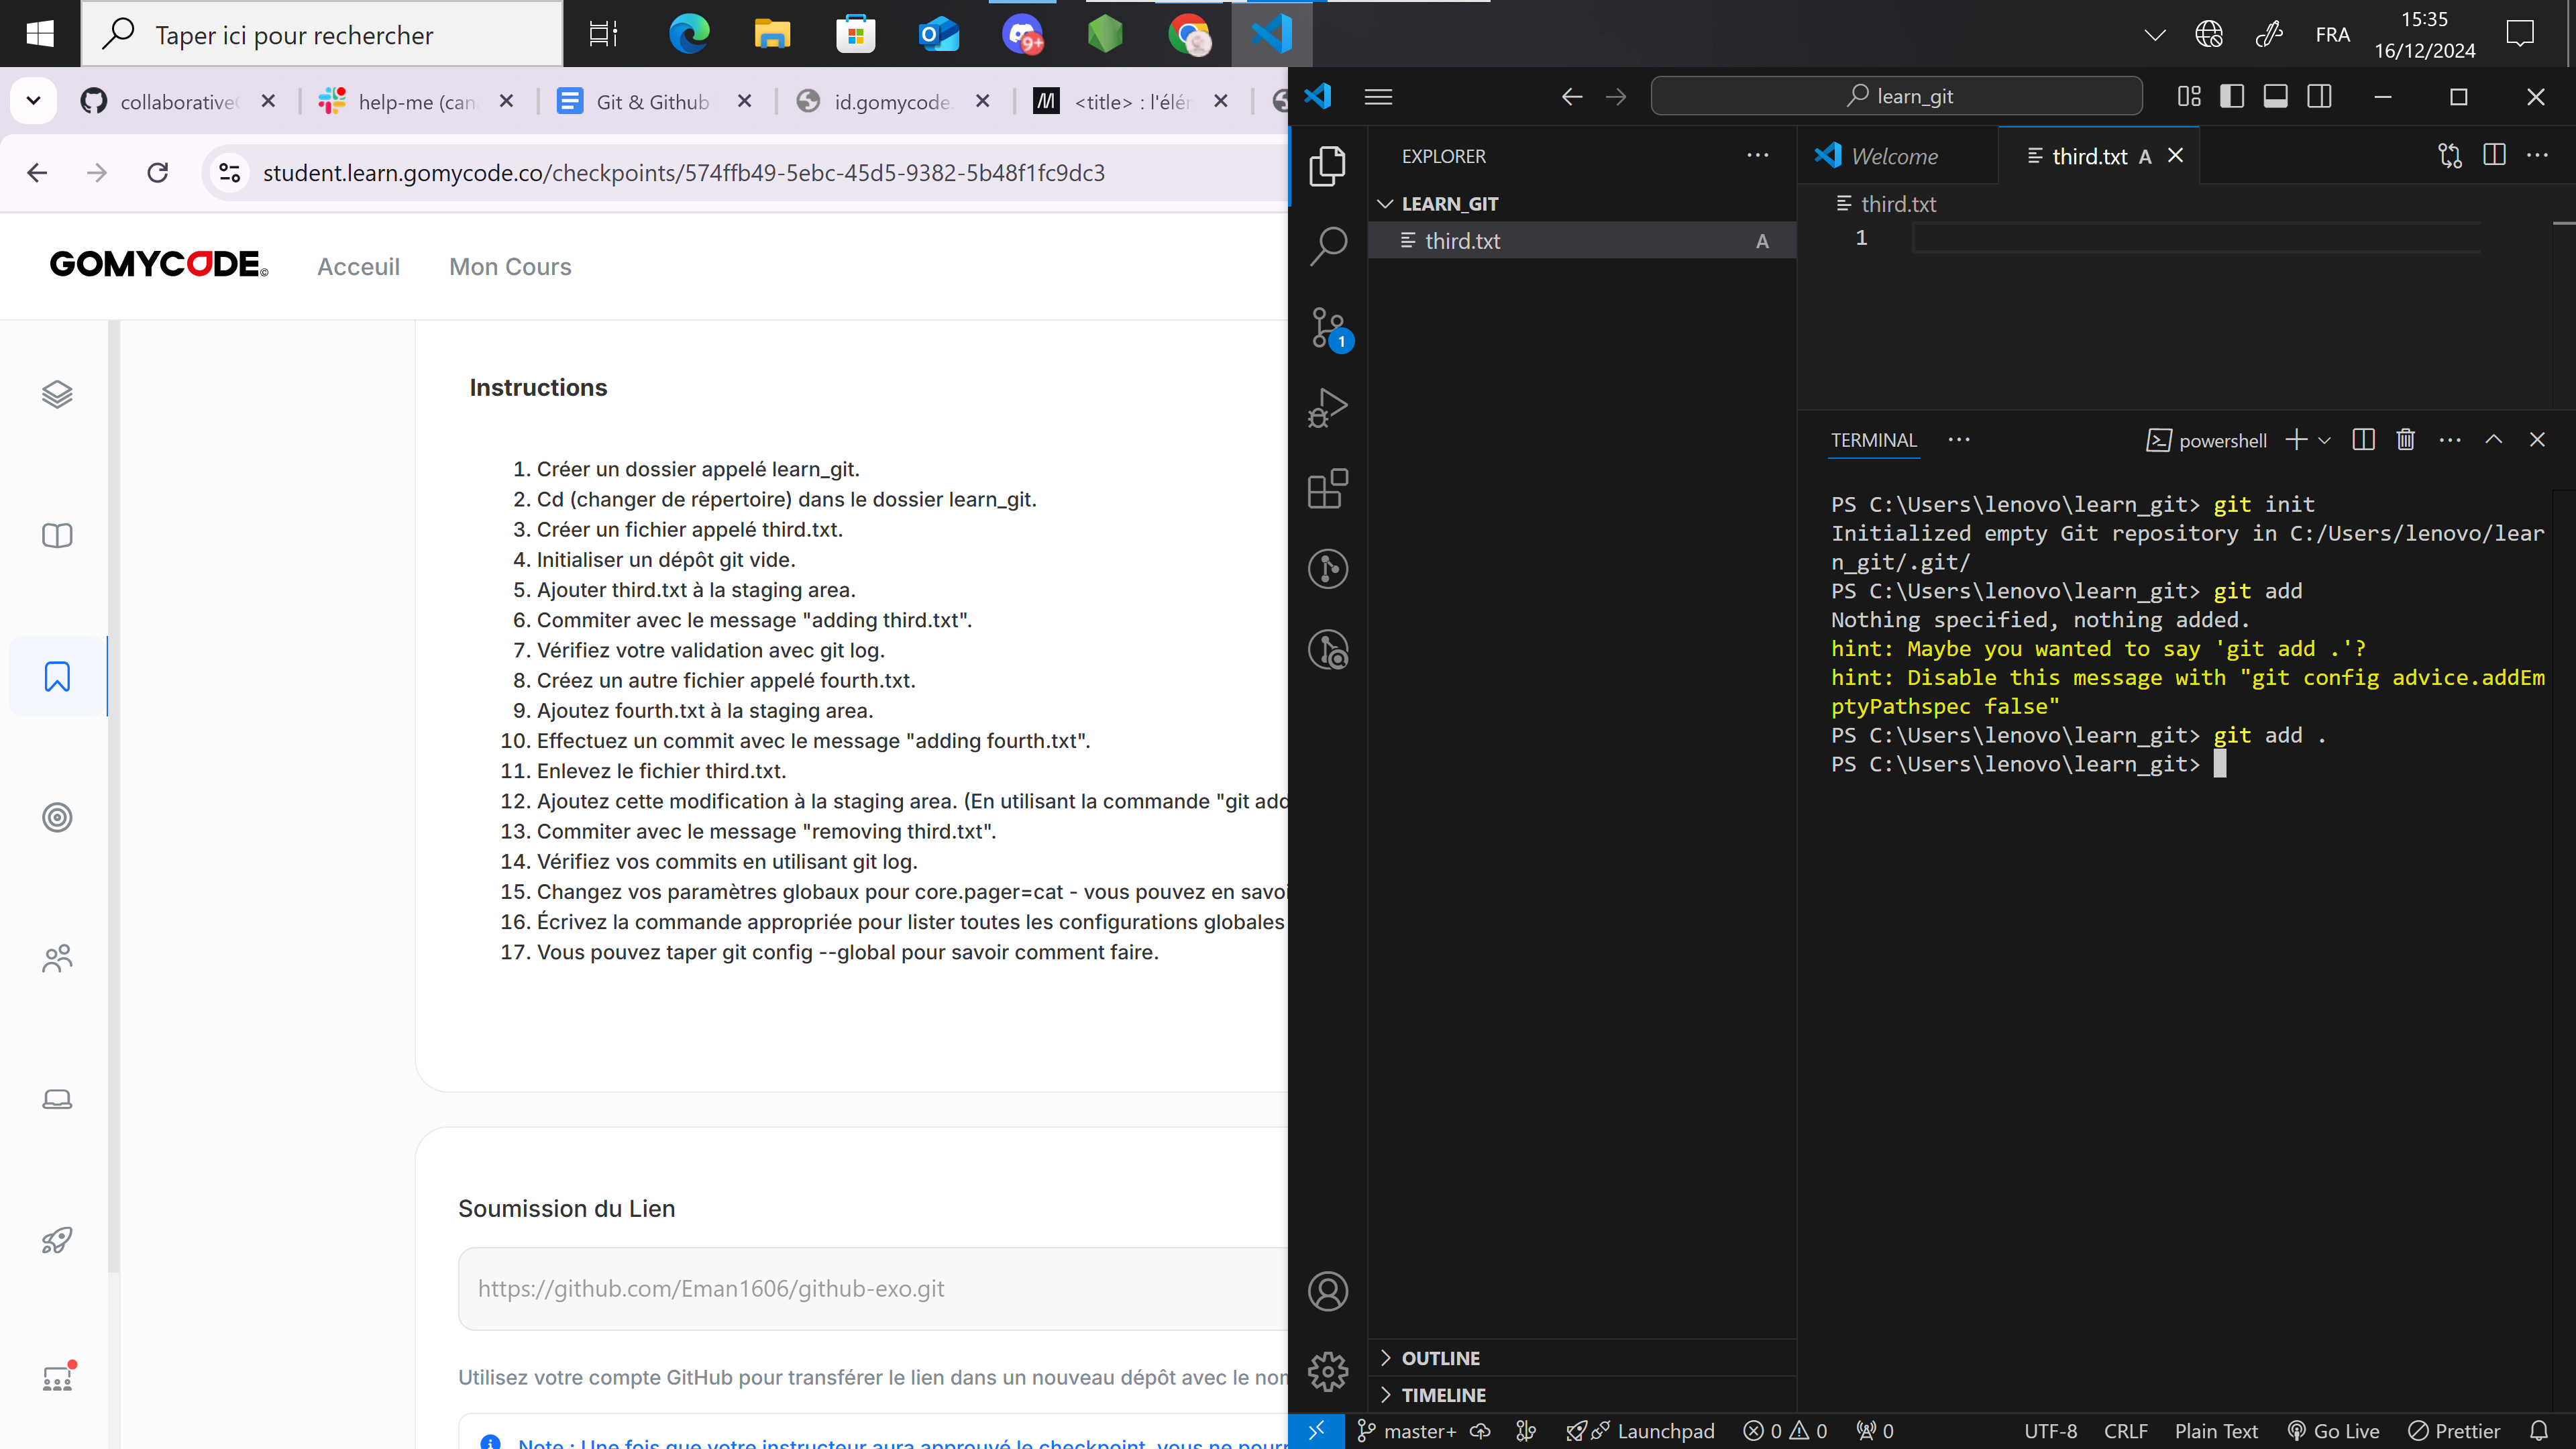 Taper ici pour rechercher
9+
FRA
15:35
16/12/2024
help-me (can
Git & Github
id.gomycode.
<title> : l'élér
student.learn.gomycode.co/checkpoints/574ffb49-5ebc-45d5-9382-5b48f1fc9dc3
GOMYCODE
Acceuil
Mon Cours
Instructions
1. Créer un dossier appelé learn_git.
2. Cd (changer de répertoire) dans le dossier learn_git.
3. Créer un fichier appelé third.txt.
4. Initialiser un dépôt git vide.
5. Ajouter third.txt à la staging area.
6. Commiter avec le message "adding third.txt".
7. Vérifiez votre validation avec git log.
8. Créez un autre fichier appelé fourth.txt.
9. Ajoutez fourth.txt à la staging area.
10. Effectuez un commit avec le message "adding fourth.txt".
11. Enlevez le fichier third.txt.
12. Ajoutez cette modification à la staging area. (En utilisant la commande "git add
13. Commiter avec le message "removing third.txt".
14. Vérifiez vos commits en utilisant git log.
15. Changez vos paramètres globaux pour core.pager=cat - vous pouvez en savoi
16. Écrivez la commande appropriée pour lister toutes les configurations globales
17. Vous pouvez taper git config --global pour savoir comment faire.
Soumission du Lien
https://github.com/Eman1606/github-exo.git
Utilisez votre compte GitHub pour transférer le lien dans un nouveau dépôt avec le nom
Note : Une fois que votre instructeur aura approuvé le checkpoint, vous ne pourr
learn_git
EXPLORER
LEARN_GIT
third.txt A
1
Welcome
third.txt A
third.txt
1
TERMINAL
powershell
PS C:\Users\lenovo\learn_git> git init
Initialized empty Git repository in C:/Users/lenovo/lear
n_git/.git/
PS C:\Users\lenovo\learn_git> git add
Nothing specified, nothing added.
hint: Maybe you wanted to say 'git add .'?
hint: Disable this message with "git config advice.addEm
ptyPathspec false"
PS C:\Users\lenovo\learn_git> git add .
PS C:\Users\lenovo\learn_git>
OUTLINE
TIMELINE
master+
Launchpad
0
0
0
UTF-8
CRLF
Plain Text
Go Live
Prettier